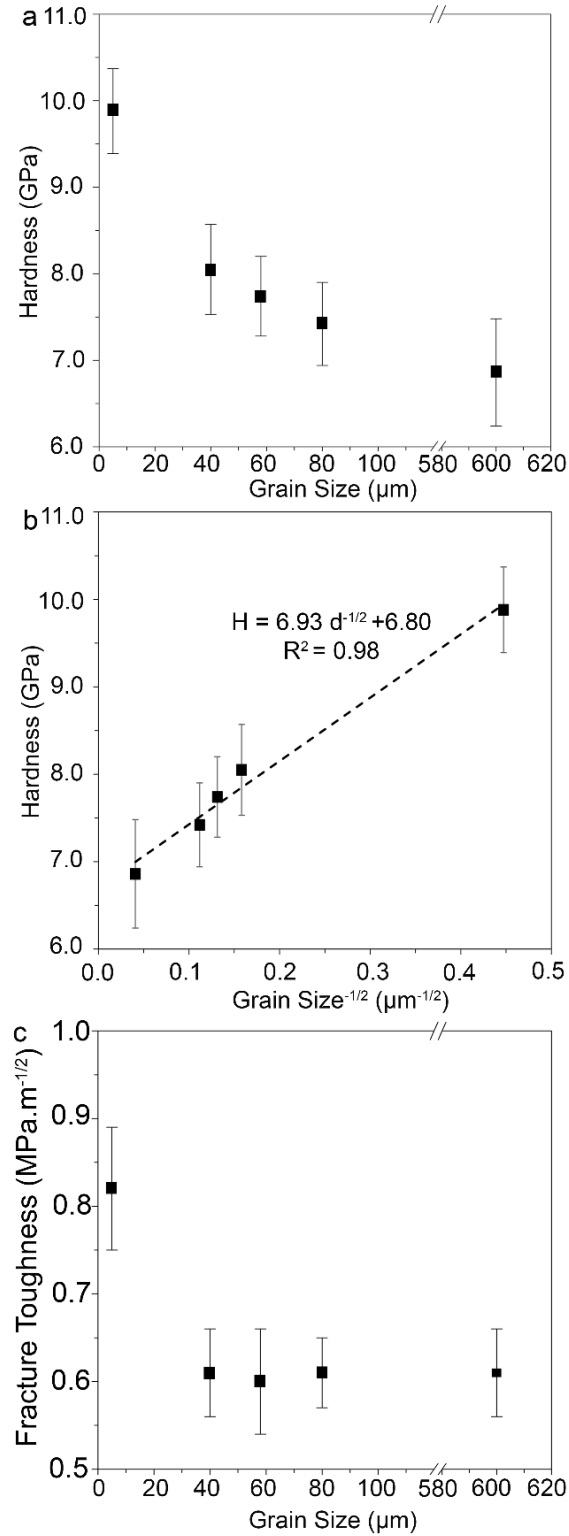 a
11.0
10.0
9.0
8.0
7.0
6.0
Hardness (GPa)
0 20 40 60 80 100 580 600 620
Grain Size (µm)
b
11.0
10.0
9.0
8.0
7.0
6.0
Hardness (GPa)
H = 6.93 d-1/2 +6.80
R2 = 0.98
0.0 0.1 0.2 0.3 0.4 0.5
Grain Size-1/2 (µm-1/2)
c
1.0
0.9
0.8
0.7
0.6
0.5
Fracture Toughness (MPa.m-1/2)
0 20 40 60 80 100 580 600 620
Grain Size (µm)